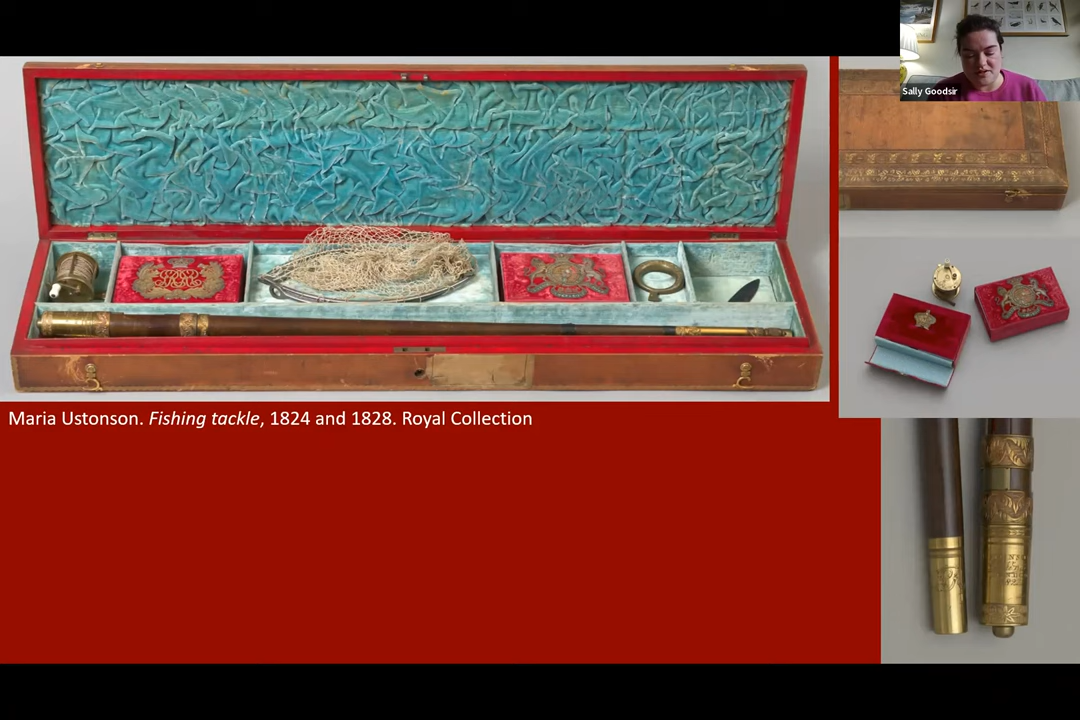 Sally Goodsir
Maria Ustonson. Fishing tackle, 1824 and 1828. Royal Collection